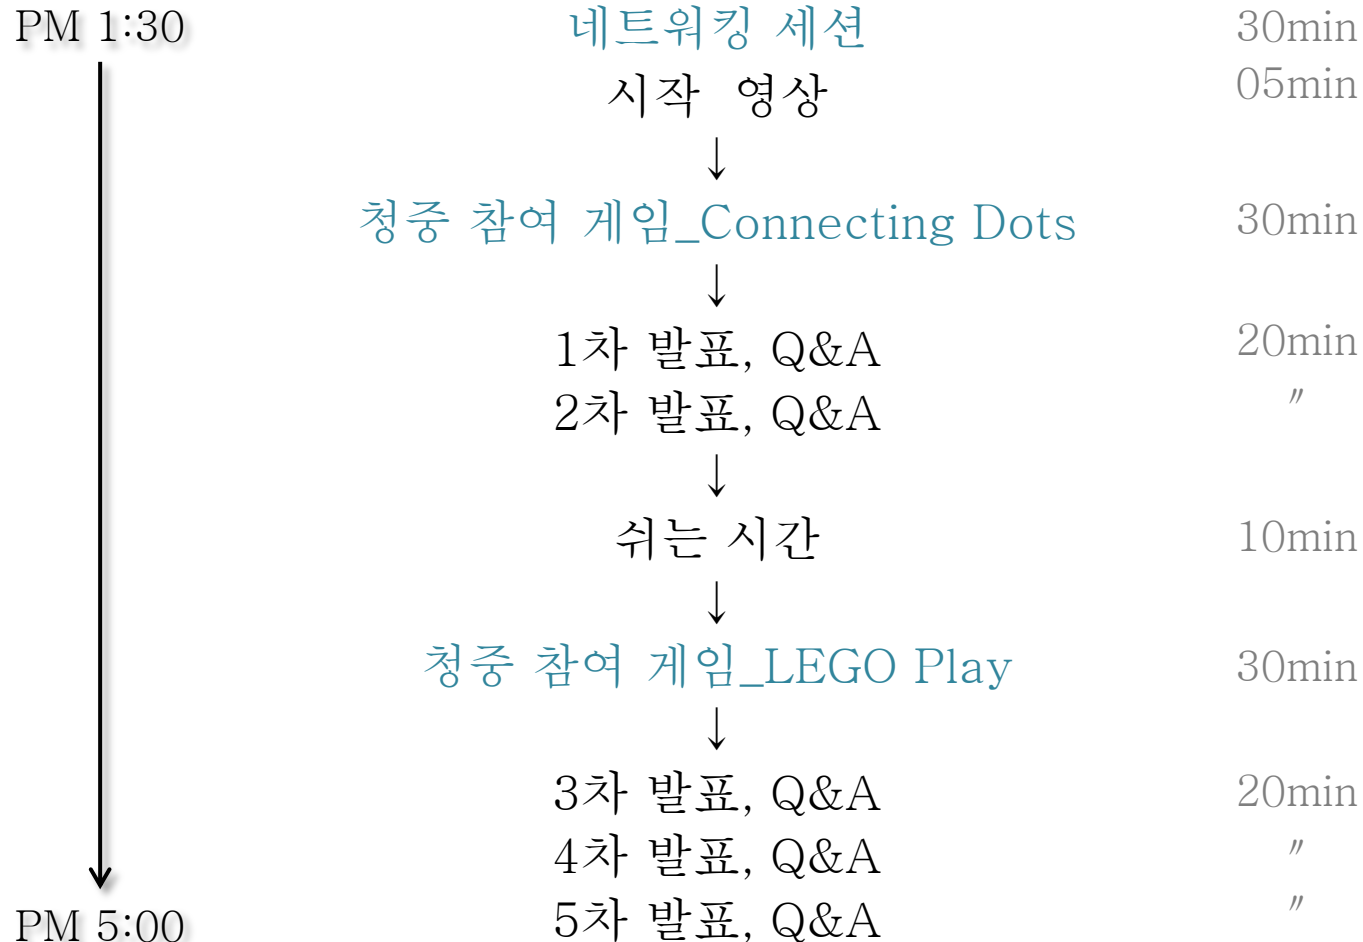 PM 1:30 네트워킹 세션 30min
시작 영상 05min
↓
청중 참여 게임_Connecting Dots 30min
↓
1차 발표, Q&A 20min
2차 발표, Q&A 〃
↓
쉬는 시간 10min
↓
청중 참여 게임_LEGO Play 30min
↓
3차 발표, Q&A 20min
4차 발표, Q&A 〃
PM 5:00 5차 발표, Q&A 〃